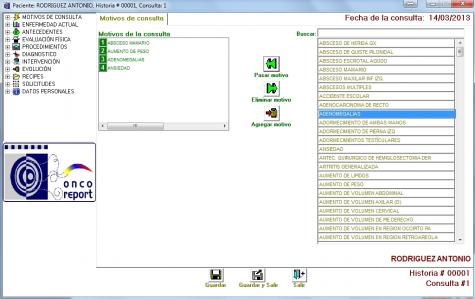 Paciente: RODRIGUEZ ANTONIO, Historia # 00001, Consulta: 1
MOTIVOS DE CONSULTA
ENFERMEDAD ACTUAL
ANTECEDENTES
EVALUACIÓN FÍSICA
PROCEDIMIENTOS
DIAGNOSTICO
INTERVENCIÓN
EVOLUCIÓN
RECIPES
SOLICITUDES
DATOS PERSONALES
onco
report
Motivos de consulta
Fecha de la consulta: 14/03/2013
Motivos de la consulta
1 ABSCESO MAMARIO
2 AUMENTO DE PESO
3 ADENOMEGALIAS
4 ANSIEDAD
Pasar motivo
Eliminar motivo
Agregar motivo
Buscar:
ABSCESO DE HERIDA QX
ABSCESO DE QUISTE PILONIDAL
ABSCESO ESCROTAL AGUDO
ABSCESO MAMARIO
ABSCESO MAXILAR INF IZQ.
ABSCESOS MULTIPLES
ACCIDENTE ESCOLAR
ADENOCARCINOMA DE RECTO
ADENOMEGALIAS
ADORMECIMIENTO DE AMBAS MANOS
ADORMECIMIENTO DE PIERNA IZQ.
ADORMECIMIENTOS TESTICULARES
ANSIEDAD
ANTEC. QUIRURGICO DE HEMIGLOSECTOMIA DER
ARTRITIS GENERALIZADA
AUMENTO DE LIPIDOS
AUMENTO DE PESO
AUMENTO DE VOLUMEN ABDOMINAL
AUMENTO DE VOLUMEN AXILAR (D)
AUMENTO DE VOLUMEN CERVICAL
AUMENTO DE VOLUMEN DE PIE DERECHO
AUMENTO DE VOLUMEN EN REGION OCCIPITO PA
AUMENTO DE VOLUMEN EN REGION RETROAREOLA
RODRIGUEZ ANTONIO
Historia # 00001
Consulta # 1
Guardar
Guardar y Salir
Salir